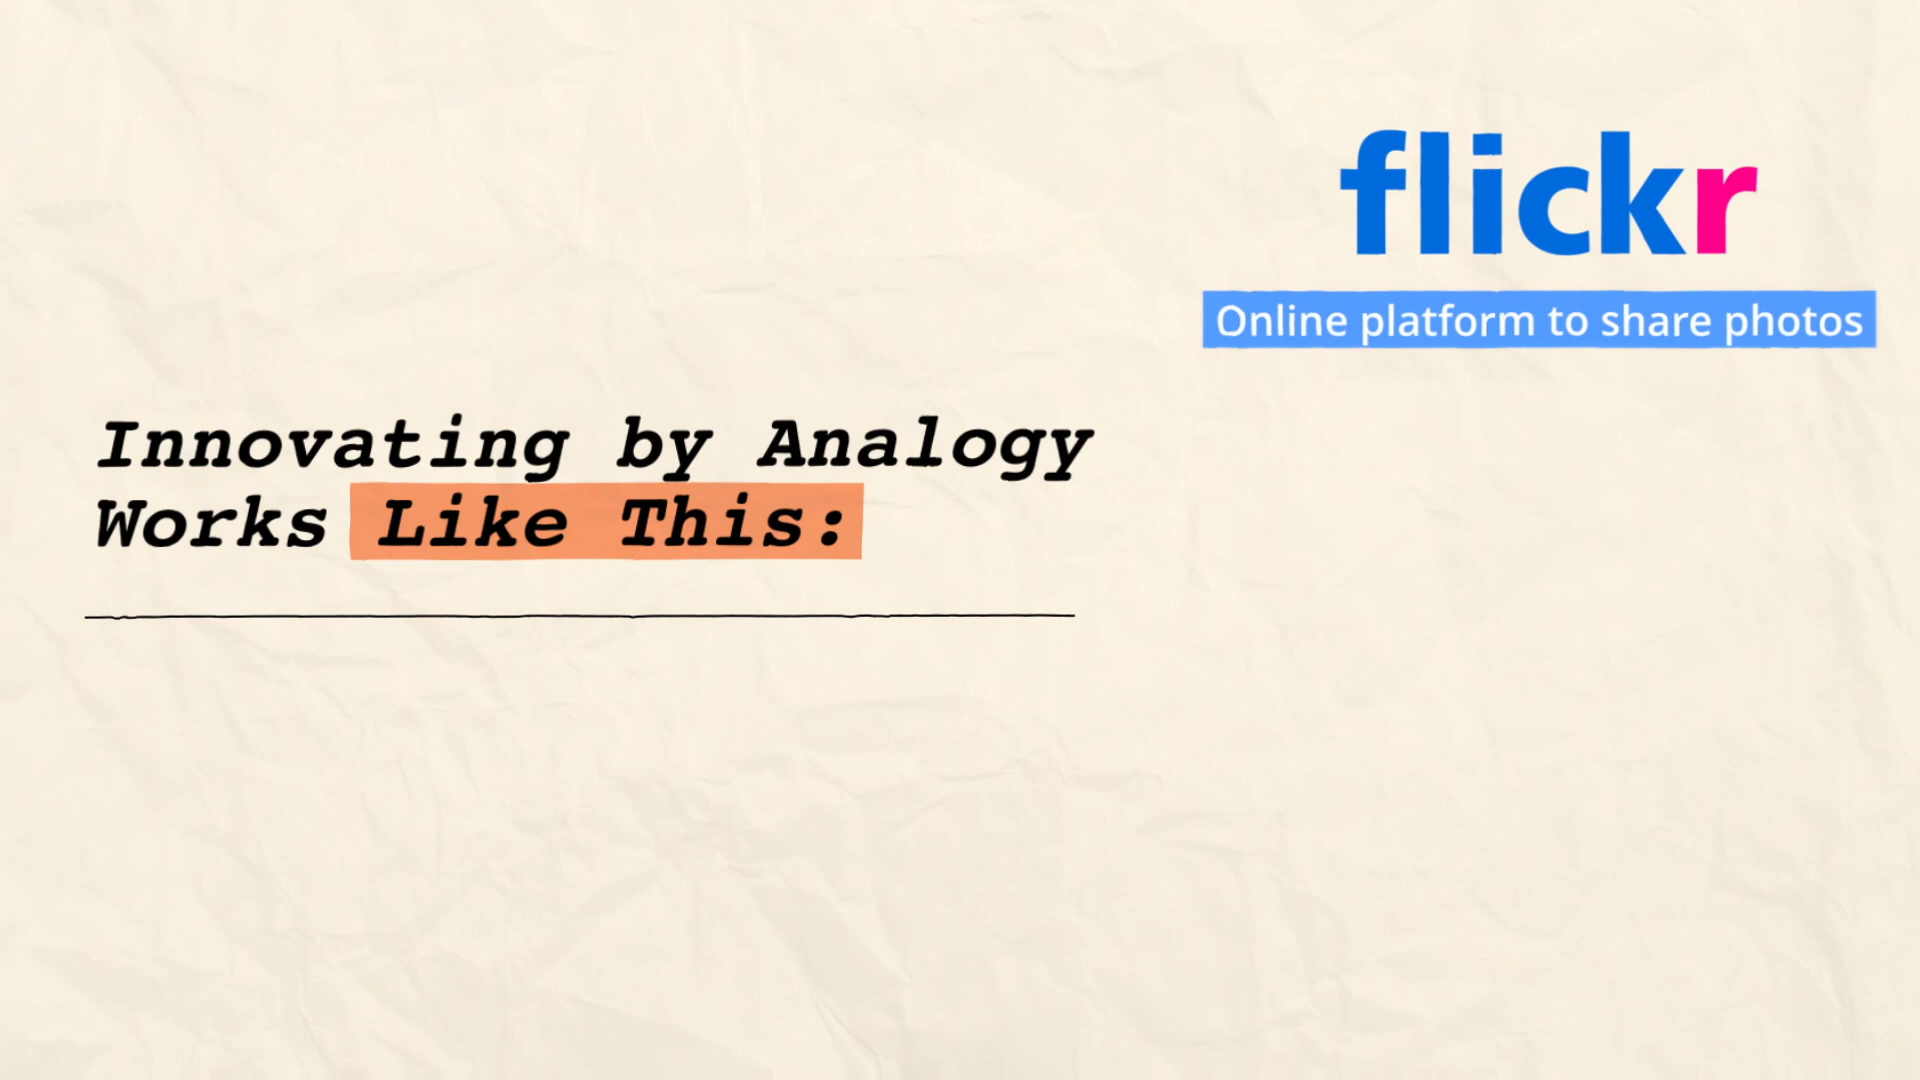 flickr
Online platform to share photos
Innovating by Analogy
Works Like This: